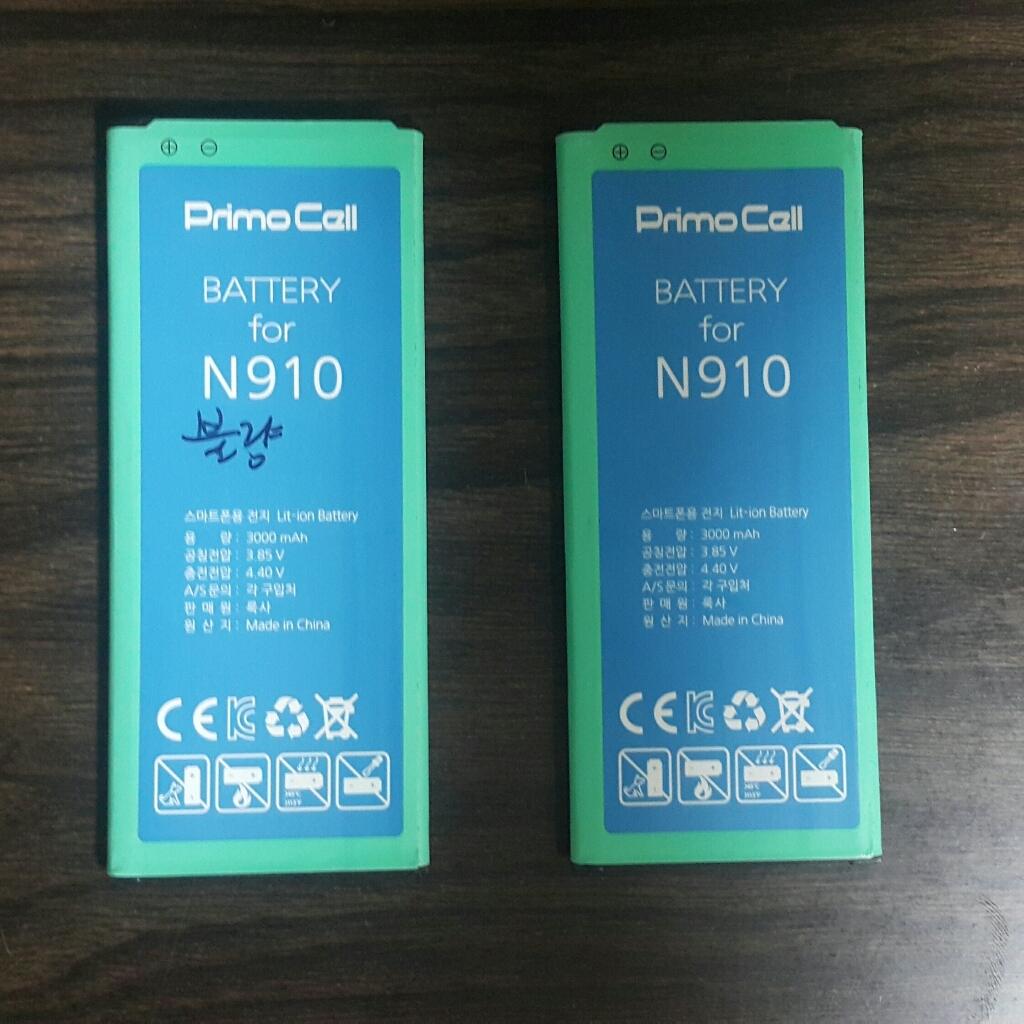 Primo Cell
BATTERY
for
N910
불량
스마트폰용 전지 Lit-ion Battery
용 량 : 3000 mAh
공칭전압 : 3.85 V
충전전압 : 4.40 V
A/S문의 : 각 구입처
판 매 원 : 룩사
원 산 지 : Made in China
Primo Cell
BATTERY
for
N910
스마트폰용 전지 Lit-ion Battery
용 량 : 3000 mAh
공칭전압 : 3.85 V
충전전압 : 4.40 V
A/S문의 : 각 구입처
판 매 원 : 룩사
원 산 지 : Made in China